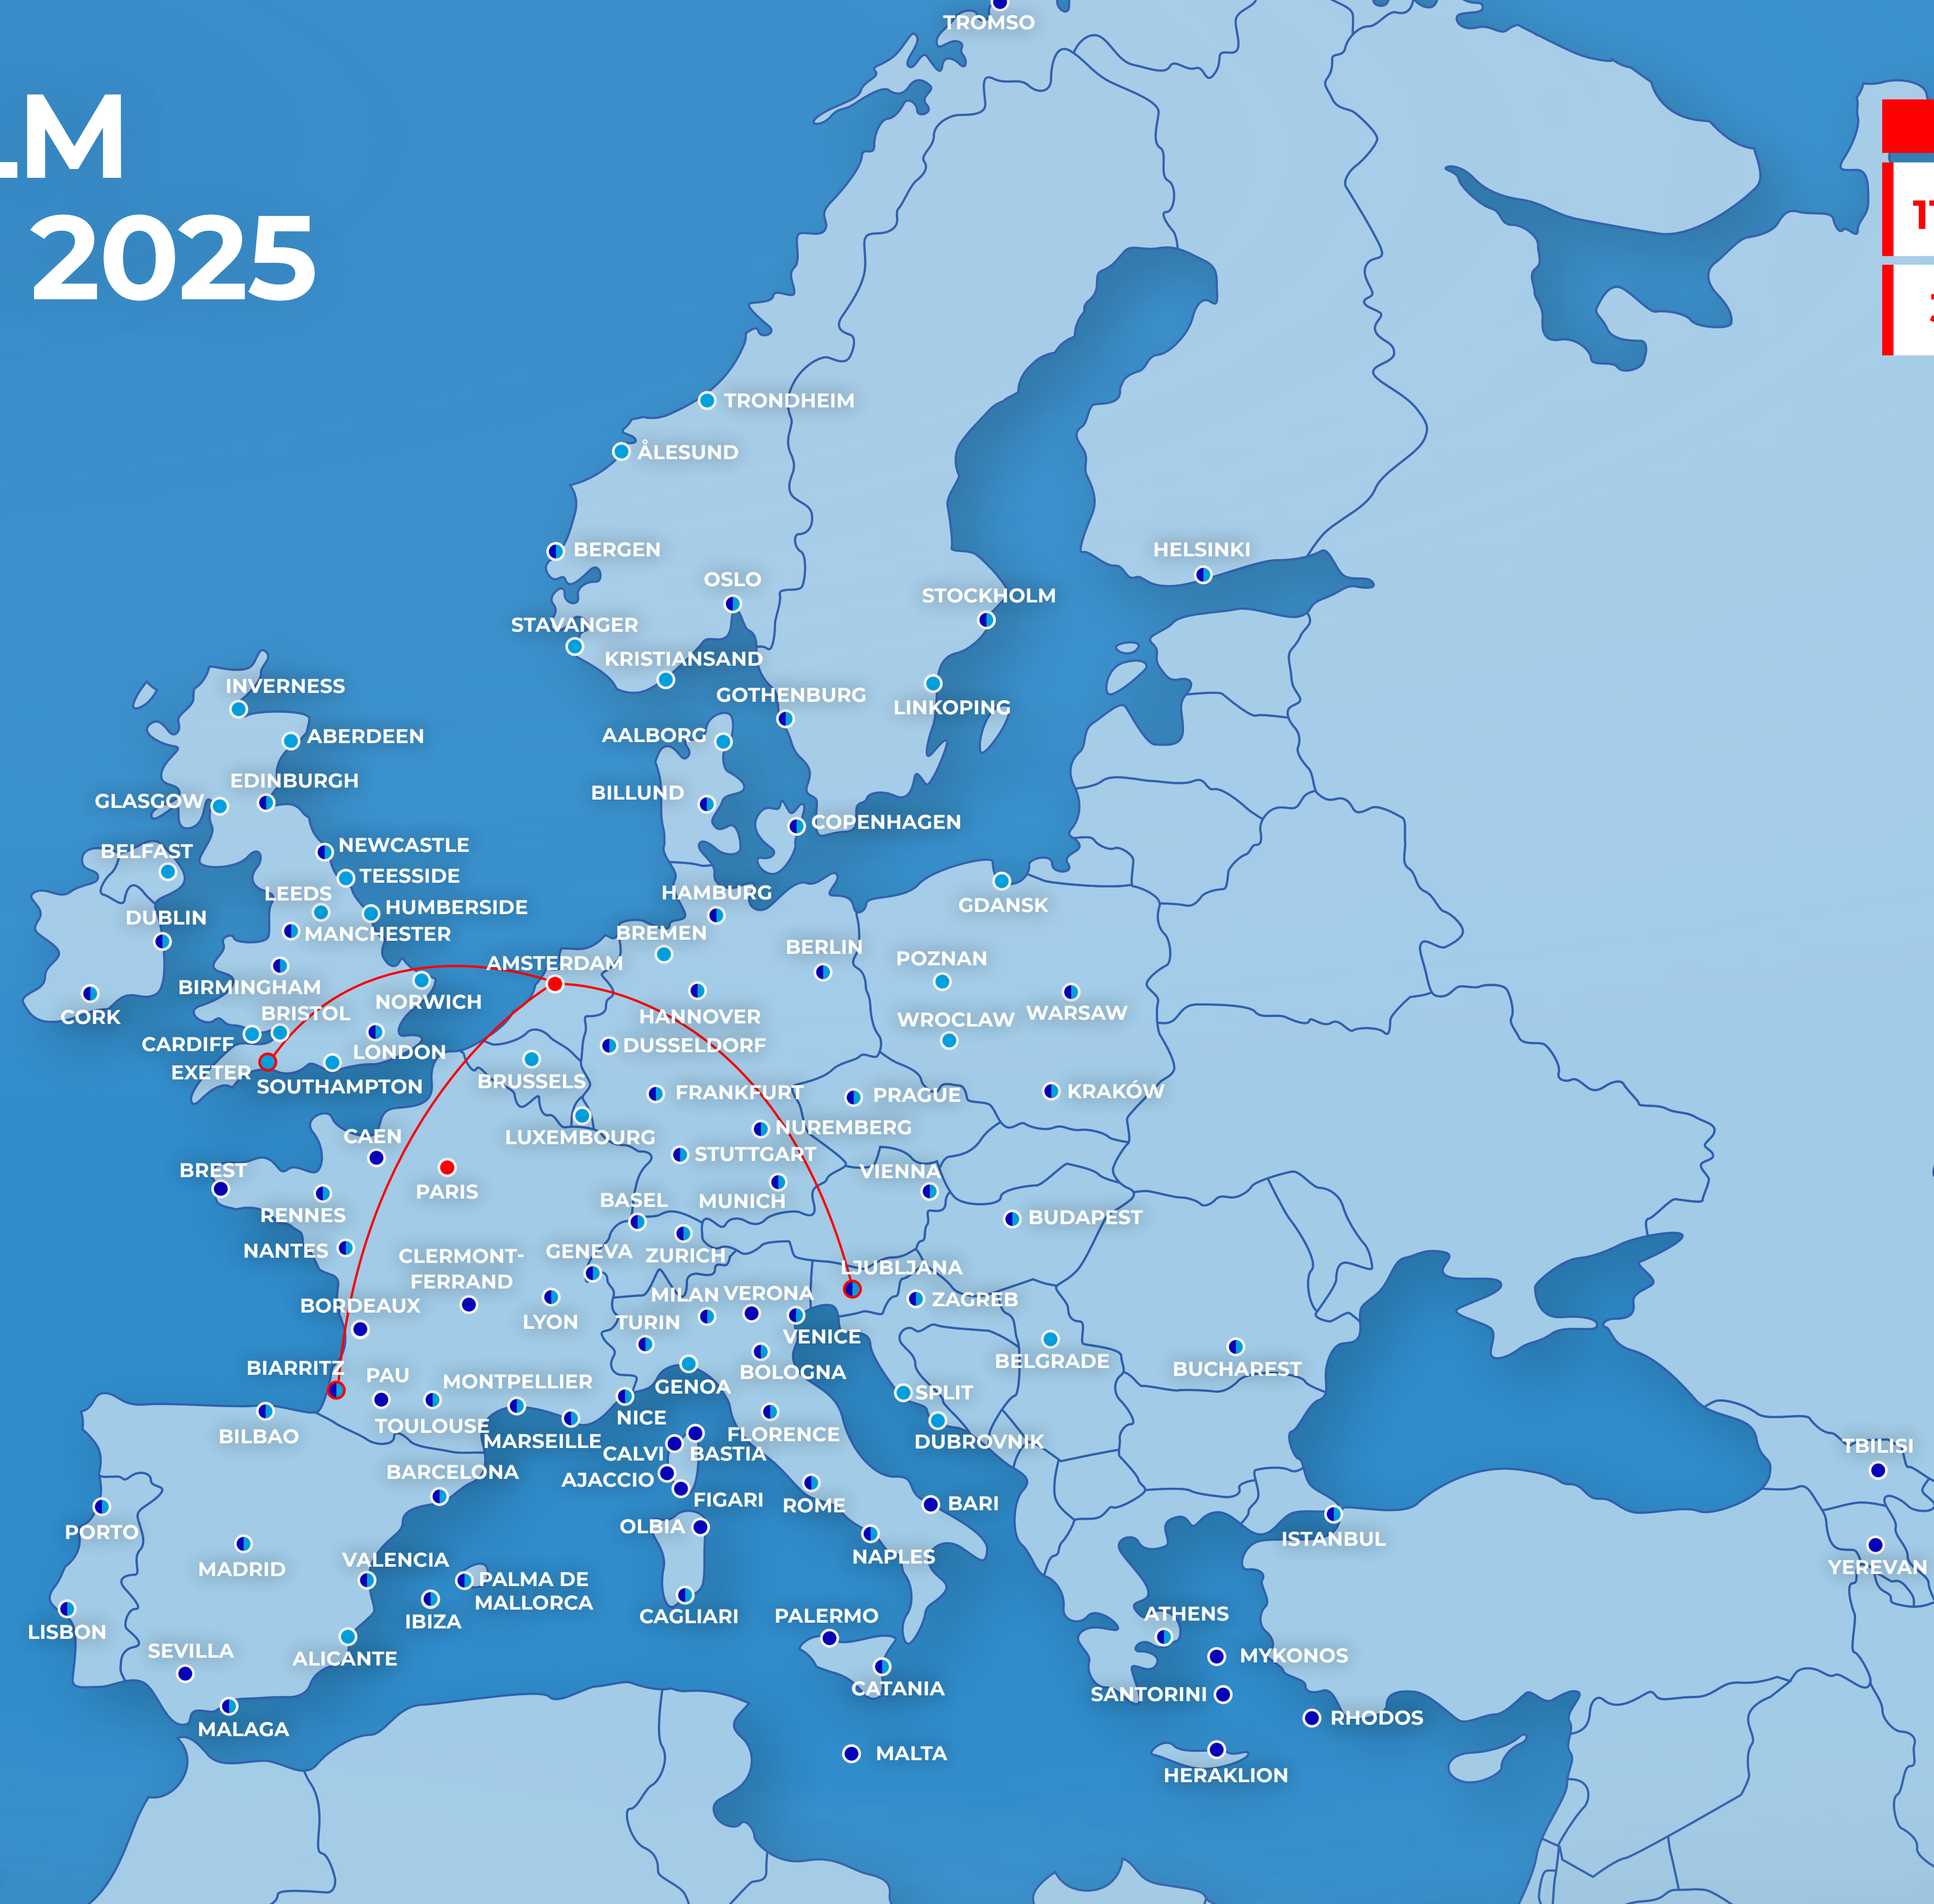 TROMSO
LM
2025
TRONDHEIM
ÅLESUND
BERGEN
HELSINKI
OSLO
STOCKHOLM
STAVANGER
KRISTIANSAND
INVERNESS
GOTHENBURG
LINKOPING
ABERDEEN
AALBORG
EDINBURGH
BILLUND
GLASGOW
COPENHAGEN
NEWCASTLE
BELFAST
TEESSIDE
LEEDS
HAMBURG
HUMBERSIDE
GDANSK
DUBLIN
MANCHESTER
BREMEN
BERLIN
POZNAN
AMSTERDAM
BIRMINGHAM
NORWICH
CORK
BRISTOL
HANNOVER
WROCLAW
WARSAW
CARDIFF
LONDON
DUSSELDORF
EXETER
SOUTHAMPTON
BRUSSELS
FRANKFURT
PRAGUE
KRAKÓW
NUREMBERG
CAEN
LUXEMBOURG
STUTTGART
BREST
VIENNA
PARIS
BASEL
MUNICH
RENNES
BUDAPEST
NANTES
CLERMONT-
FERRAND
GENEVA
ZURICH
LJUBLJANA
MILAN
VERONA
ZAGREB
BORDEAUX
LYON
TURIN
VENICE
BELGRADE
BUCHAREST
BIARRITZ
PAU
MONTPELLIER
GENOA
BOLOGNA
SPLIT
TOULOUSE
NICE
BILBAO
MARSEILLE
FLORENCE
DUBROVNIK
CALVI
BASTIA
TBILISI
BARCELONA
AJACCIO
FIGARI
ROME
BARI
PORTO
OLBIA
ISTANBUL
MADRID
VALENCIA
NAPLES
YEREVAN
PALMA DE
MALLORCA
IBIZA
CAGLIARI
PALERMO
ATHENS
LISBON
SEVILLA
ALICANTE
MYKONOS
CATANIA
SANTORINI
MALAGA
RHODOS
MALTA
HERAKLION